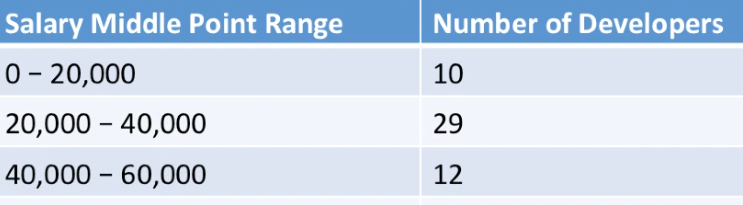 Salary Middle Point Range Number of Developers
0 – 20,000 10
20,000 – 40,000 29
40,000 – 60,000 12